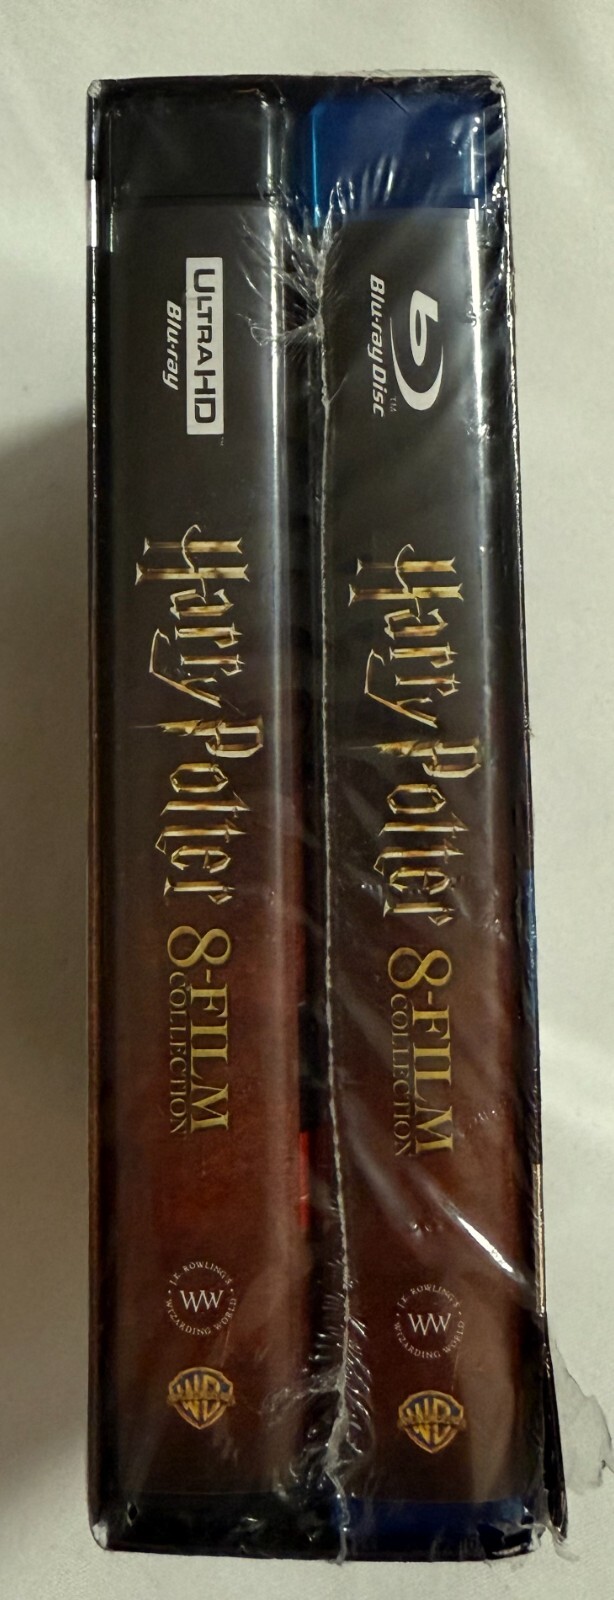 ULTRA HD
Blu-ray
™
Harry Potter
8-FILM
COLLECTION
J.K. ROWLING'S
WW
WIZARDING WORLD
WB
b
Blu-ray Disc
TM
Harry Potter
8-FILM
COLLECTION
J.K. ROWLING'S
WW
WIZARDING WORLD
WB